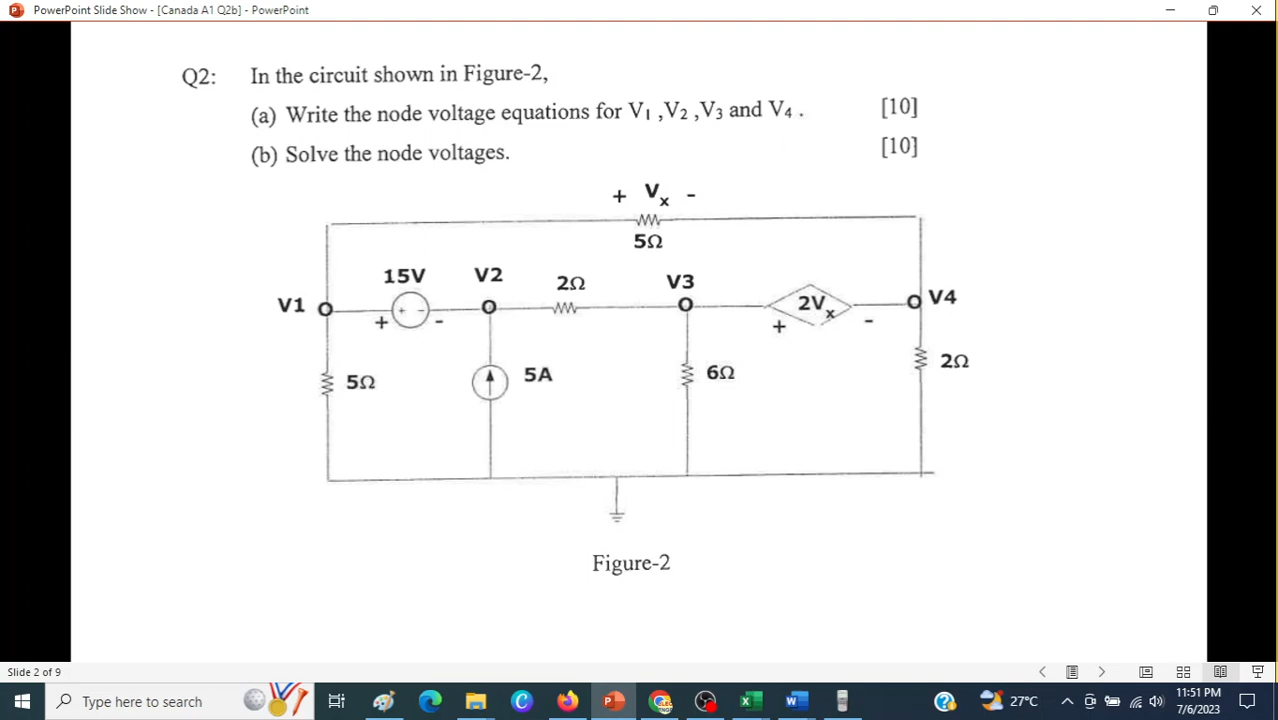 PowerPoint Slide Show - [Canada A1 Q2b] - PowerPoint
Q2: In the circuit shown in Figure-2,
(a) Write the node voltage equations for V₁ ,V₂ ,V₃ and V₄ . [10]
(b) Solve the node voltages. [10]
+ Vₓ -
5Ω
15V V2 2Ω V3
V1 + - 2Vₓ V4
+ -
5Ω 5A 6Ω 2Ω
Figure-2
Slide 2 of 9
Type here to search
27°C
11:51 PM
7/6/2023